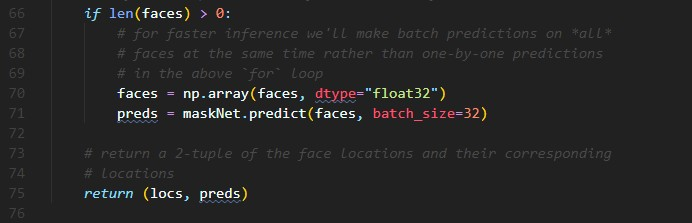 66 if len(faces) > 0:
67 # for faster inference we'll make batch predictions on *all*
68 # faces at the same time rather than one-by-one predictions
69 # in the above `for` loop
70 faces = np.array(faces, dtype="float32")
71 preds = maskNet.predict(faces, batch_size=32)
72
73 # return a 2-tuple of the face locations and their corresponding
74 # locations
75 return (locs, preds)
76